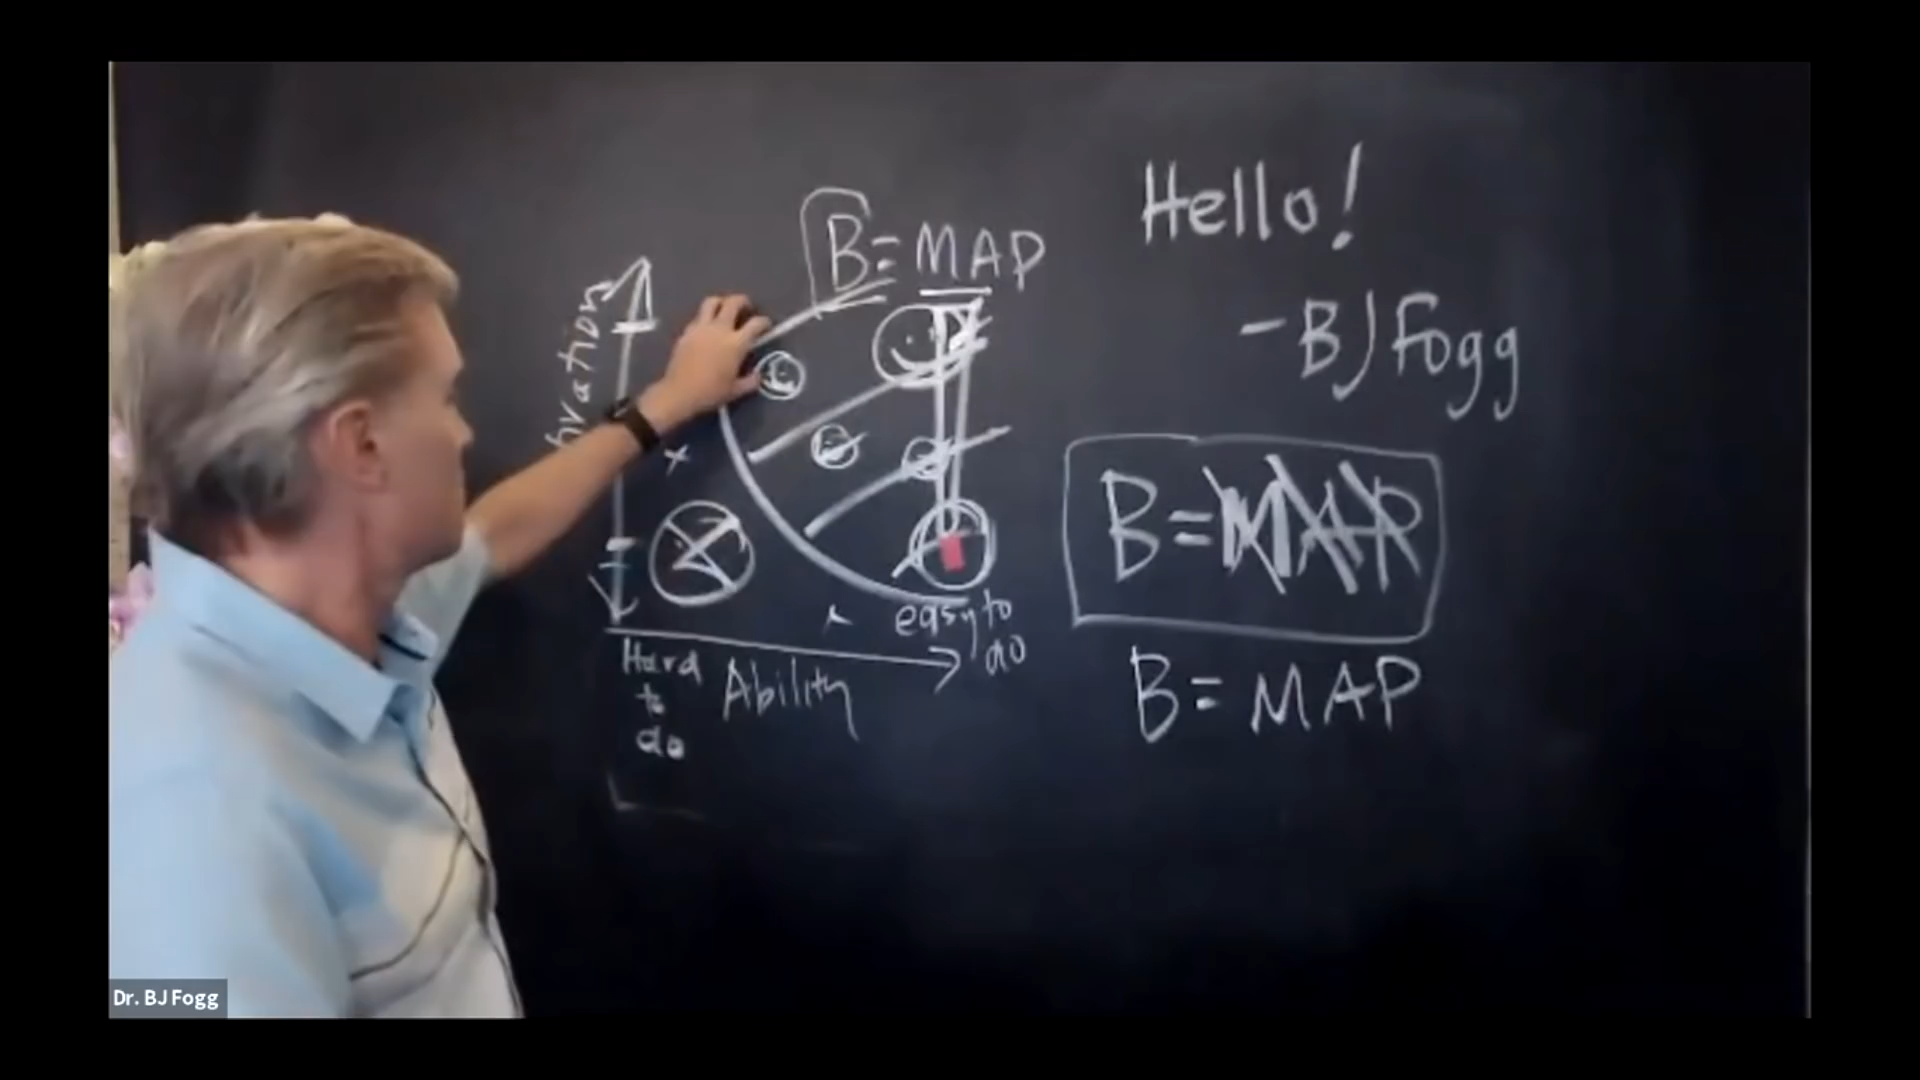 Hello!
- BJ Fogg
B = MAP
B = MAP
B = MAP
easy to
do
Hard
to
do
Ability
Dr. BJ Fogg